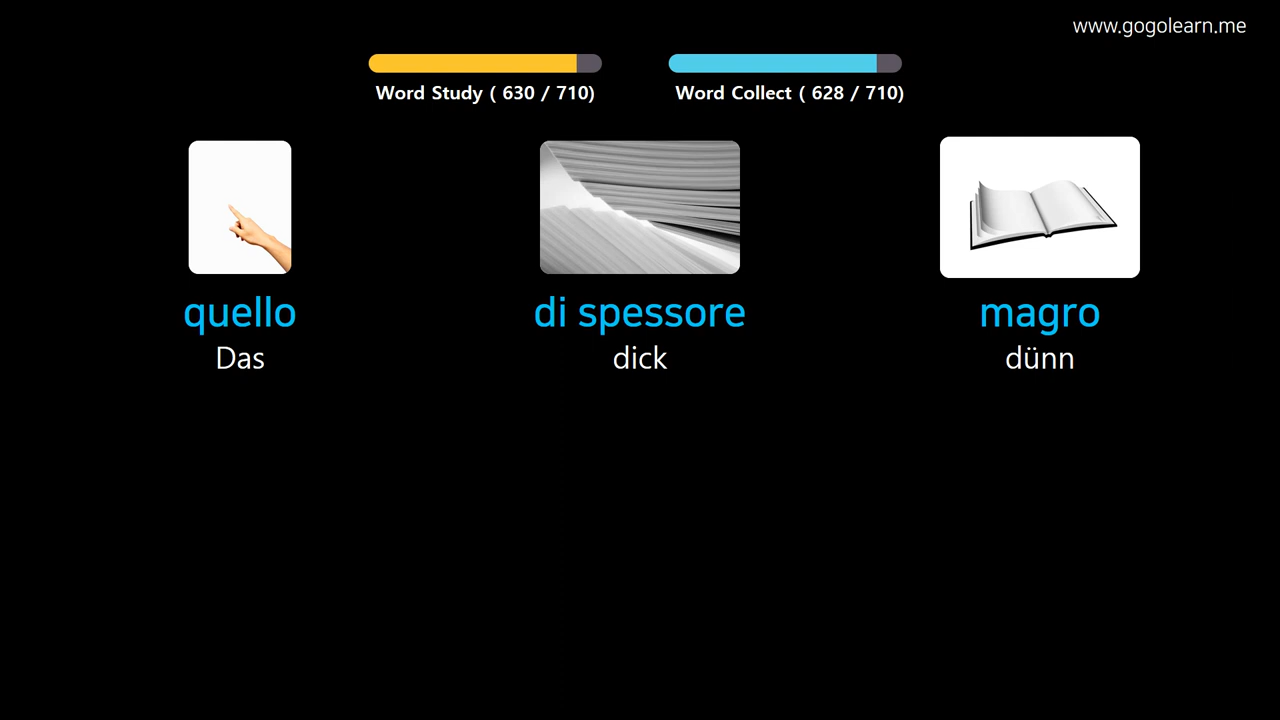 www.gogolearn.me
Word Study ( 630 / 710)
Word Collect ( 628 / 710)
quello
Das
di spessore
dick
magro
dünn